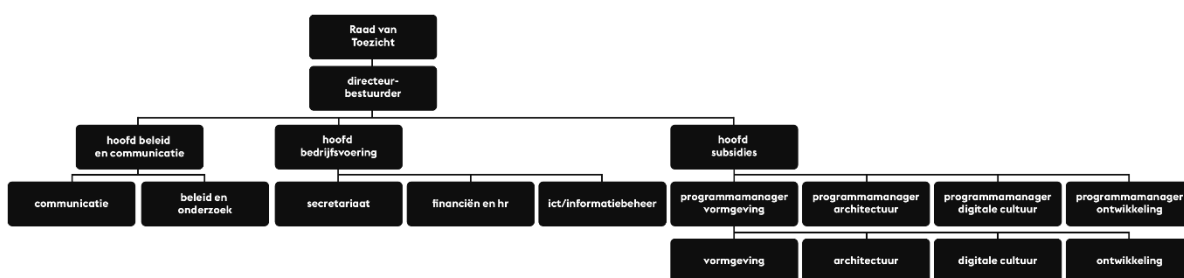 Raad van
Toezicht
directeur-
bestuurder
hoofd beleid
en communicatie
hoofd
bedrijfsvoering
hoofd
subsidies
communicatie
beleid en
onderzoek
secretariaat
financiën en hr
ict/informatiebeheer
programmamanager
vormgeving
programmamanager
architectuur
programmamanager
digitale cultuur
programmamanager
ontwikkeling
vormgeving
architectuur
digitale cultuur
ontwikkeling